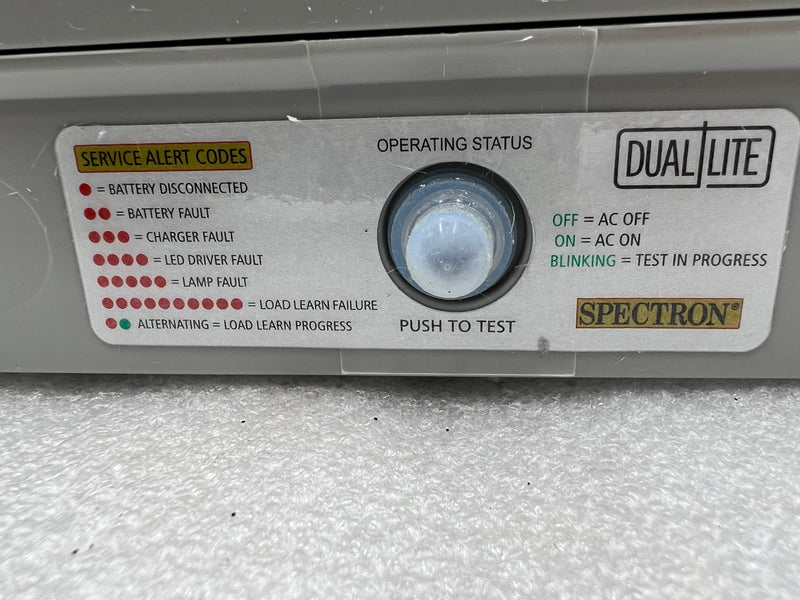 SERVICE ALERT CODES
= BATTERY DISCONNECTED
= BATTERY FAULT
= CHARGER FAULT
= LED DRIVER FAULT
= LAMP FAULT
= LOAD LEARN FAILURE
ALTERNATING = LOAD LEARN PROGRESS
OPERATING STATUS
PUSH TO TEST
DUAL LITE
OFF = AC OFF
ON = AC ON
BLINKING = TEST IN PROGRESS
SPECTRON®